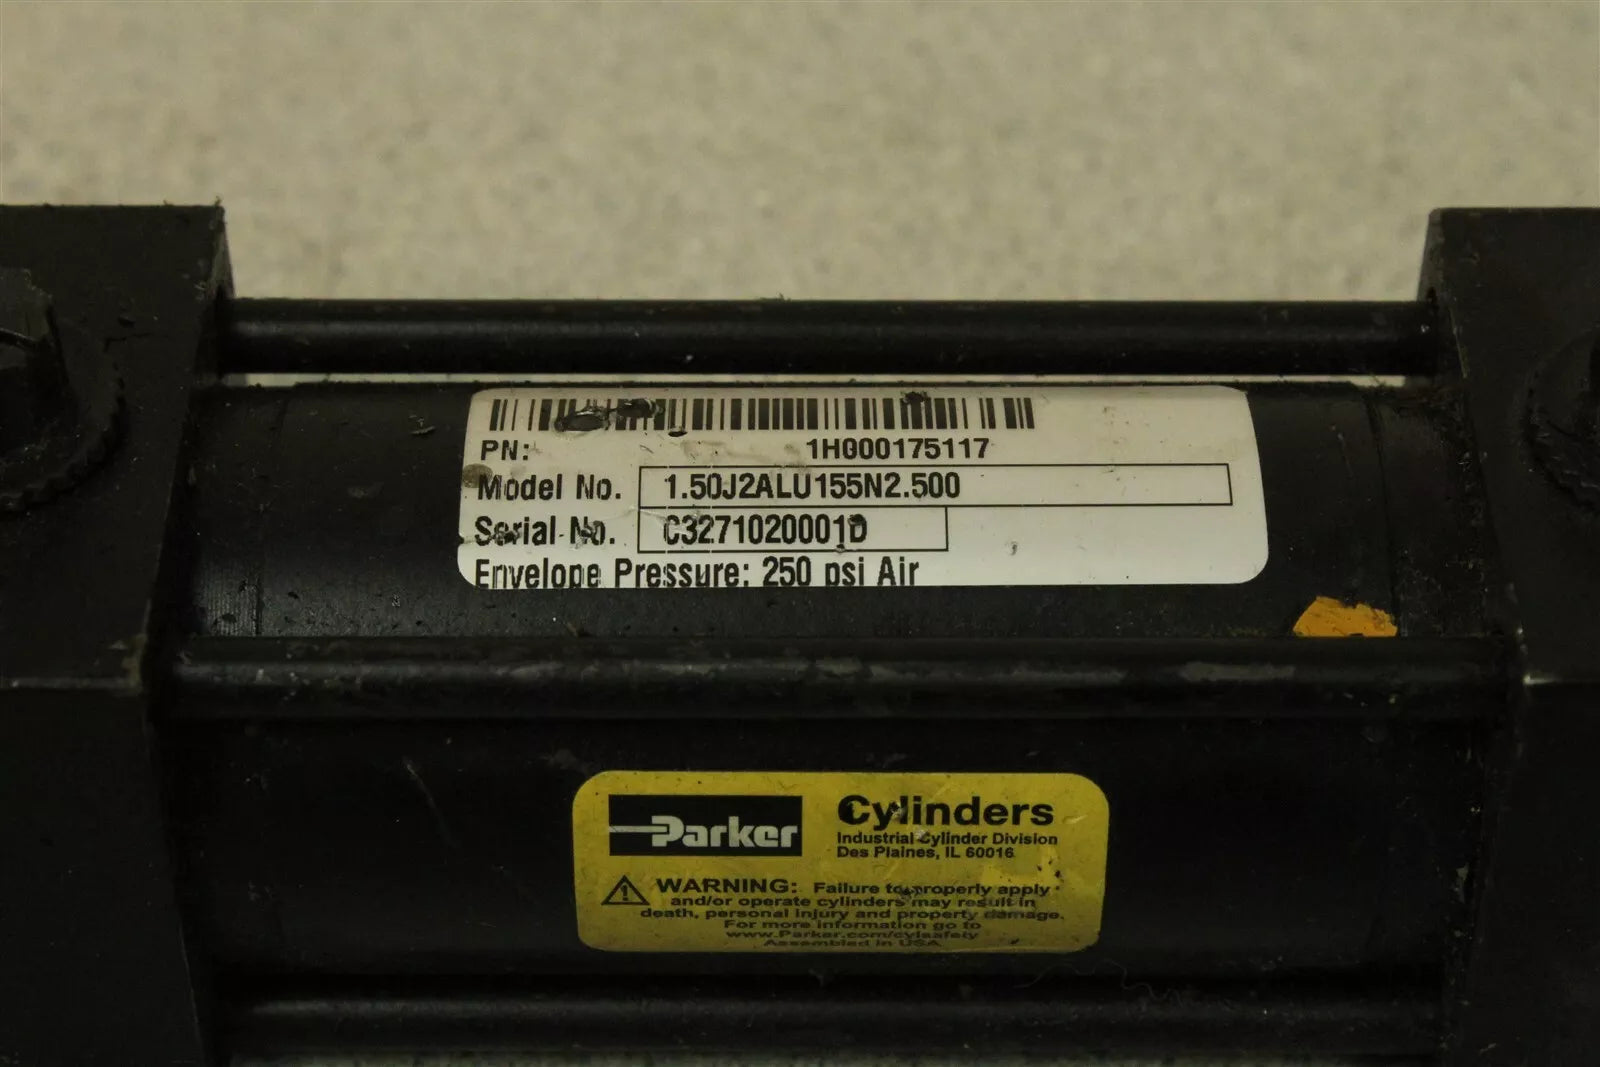 PN: 1H000175117
Model No. 1.50J2ALU155N2.500
Serial No. C3271020001D
Envelope Pressure: 250 psi Air
Parker
Cylinders
Industrial Cylinder Division
Des Plaines, IL 60016
WARNING: Failure to properly apply
and/or operate cylinders may result in
death, personal injury and property damage.
For more information go to
www.Parker.com/cylsafety
Assembled in USA